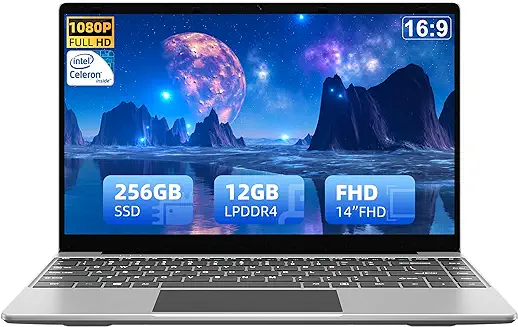 1080P
FULL HD
16:9
intel
Celeron
inside
256GB
SSD
12GB
LPDDR4
FHD
14"FHD